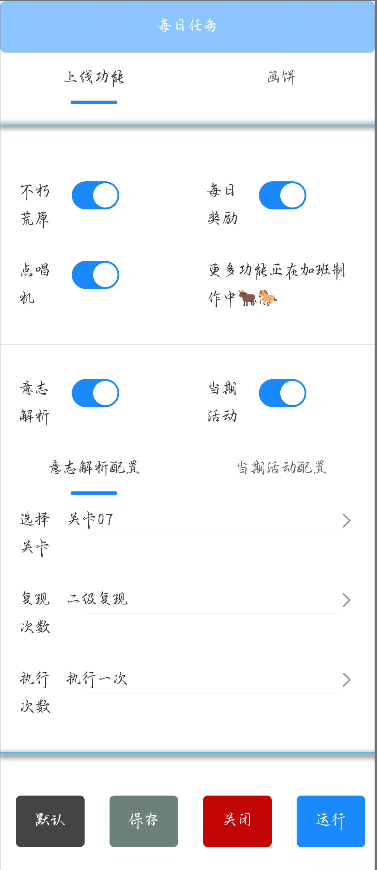 每日任务
上线功能 画饼
不朽 每日
荒原 奖励
点唱 更多功能正在加班制
机 作中🐂🐎
意志 当期
解析 活动
意志解析配置 当期活动配置
选择 关卡07
关卡
复现 二级复现
次数
执行 执行一次
次数
默认 保存 关闭 运行